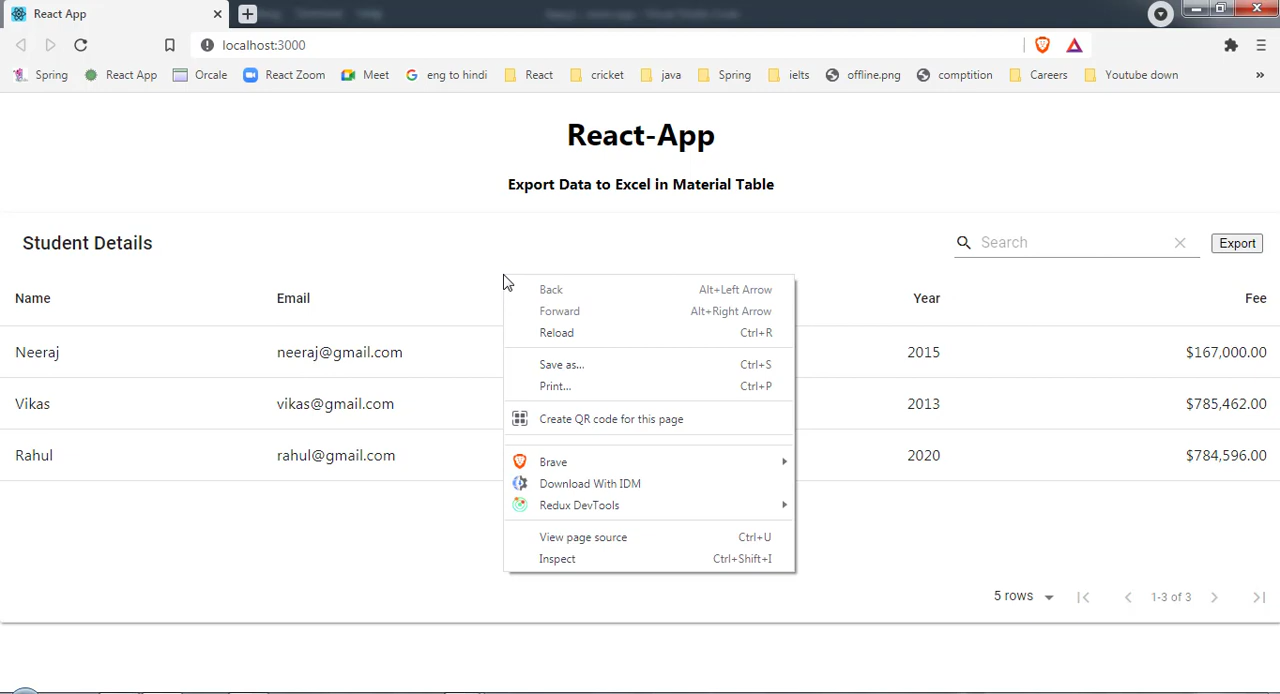 React App
localhost:3000
Spring React App Orcale React Zoom Meet eng to hindi React cricket java Spring ielts offline.png comptition Careers Youtube down »
React-App
Export Data to Excel in Material Table
Student Details Search Export
Name Email Year Fee
Neeraj neeraj@gmail.com 2015 $167,000.00
Vikas vikas@gmail.com 2013 $785,462.00
Rahul rahul@gmail.com 2020 $784,596.00
Back Alt+Left Arrow
Forward Alt+Right Arrow
Reload Ctrl+R
Save as... Ctrl+S
Print... Ctrl+P
Create QR code for this page
Brave
Download With IDM
Redux DevTools
View page source Ctrl+U
Inspect Ctrl+Shift+I
5 rows 1-3 of 3